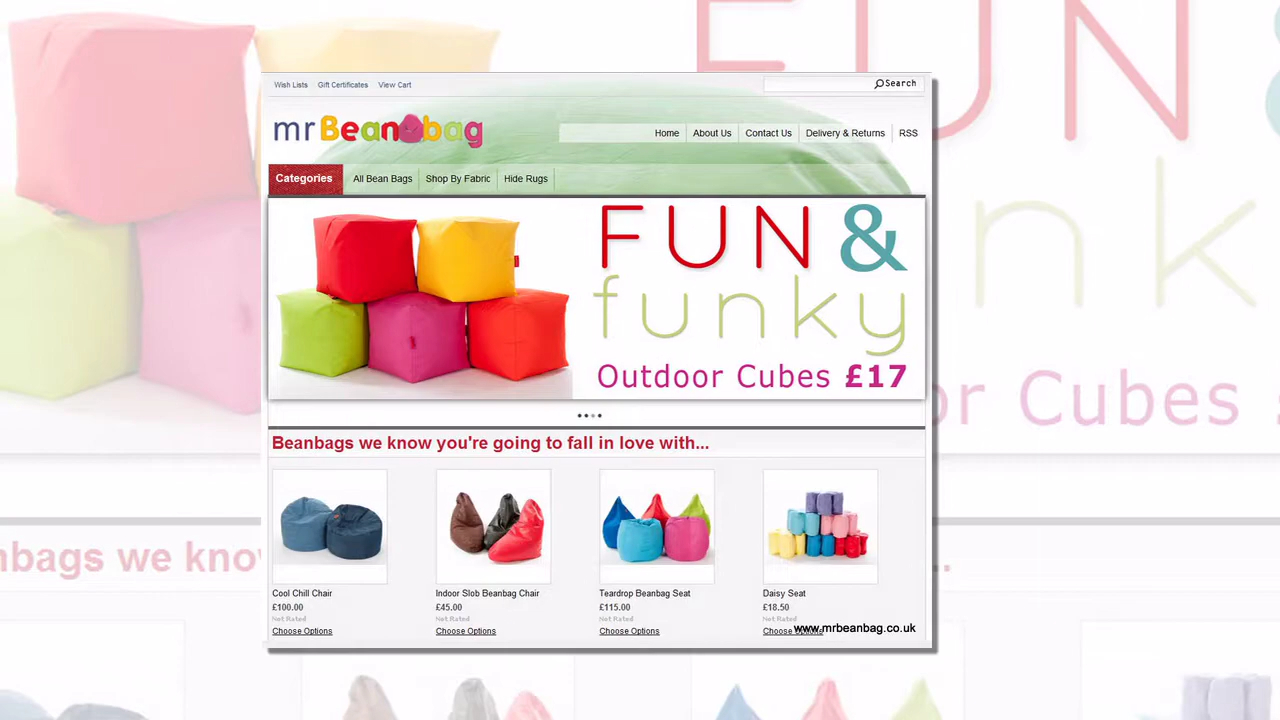 Wish Lists Gift Certificates View Cart
Search
mrBeanbag
Home About Us Contact Us Delivery & Returns RSS
Categories All Bean Bags Shop By Fabric Hide Rugs
FUN &
funky
Outdoor Cubes £17
Beanbags we know you're going to fall in love with...
Cool Chill Chair Indoor Slob Beanbag Chair Teardrop Beanbag Seat Daisy Seat
£100.00 £45.00 £115.00 £18.50
Not Rated Not Rated Not Rated Not Rated
Choose Options Choose Options Choose Options Choose Options
www.mrbeanbag.co.uk